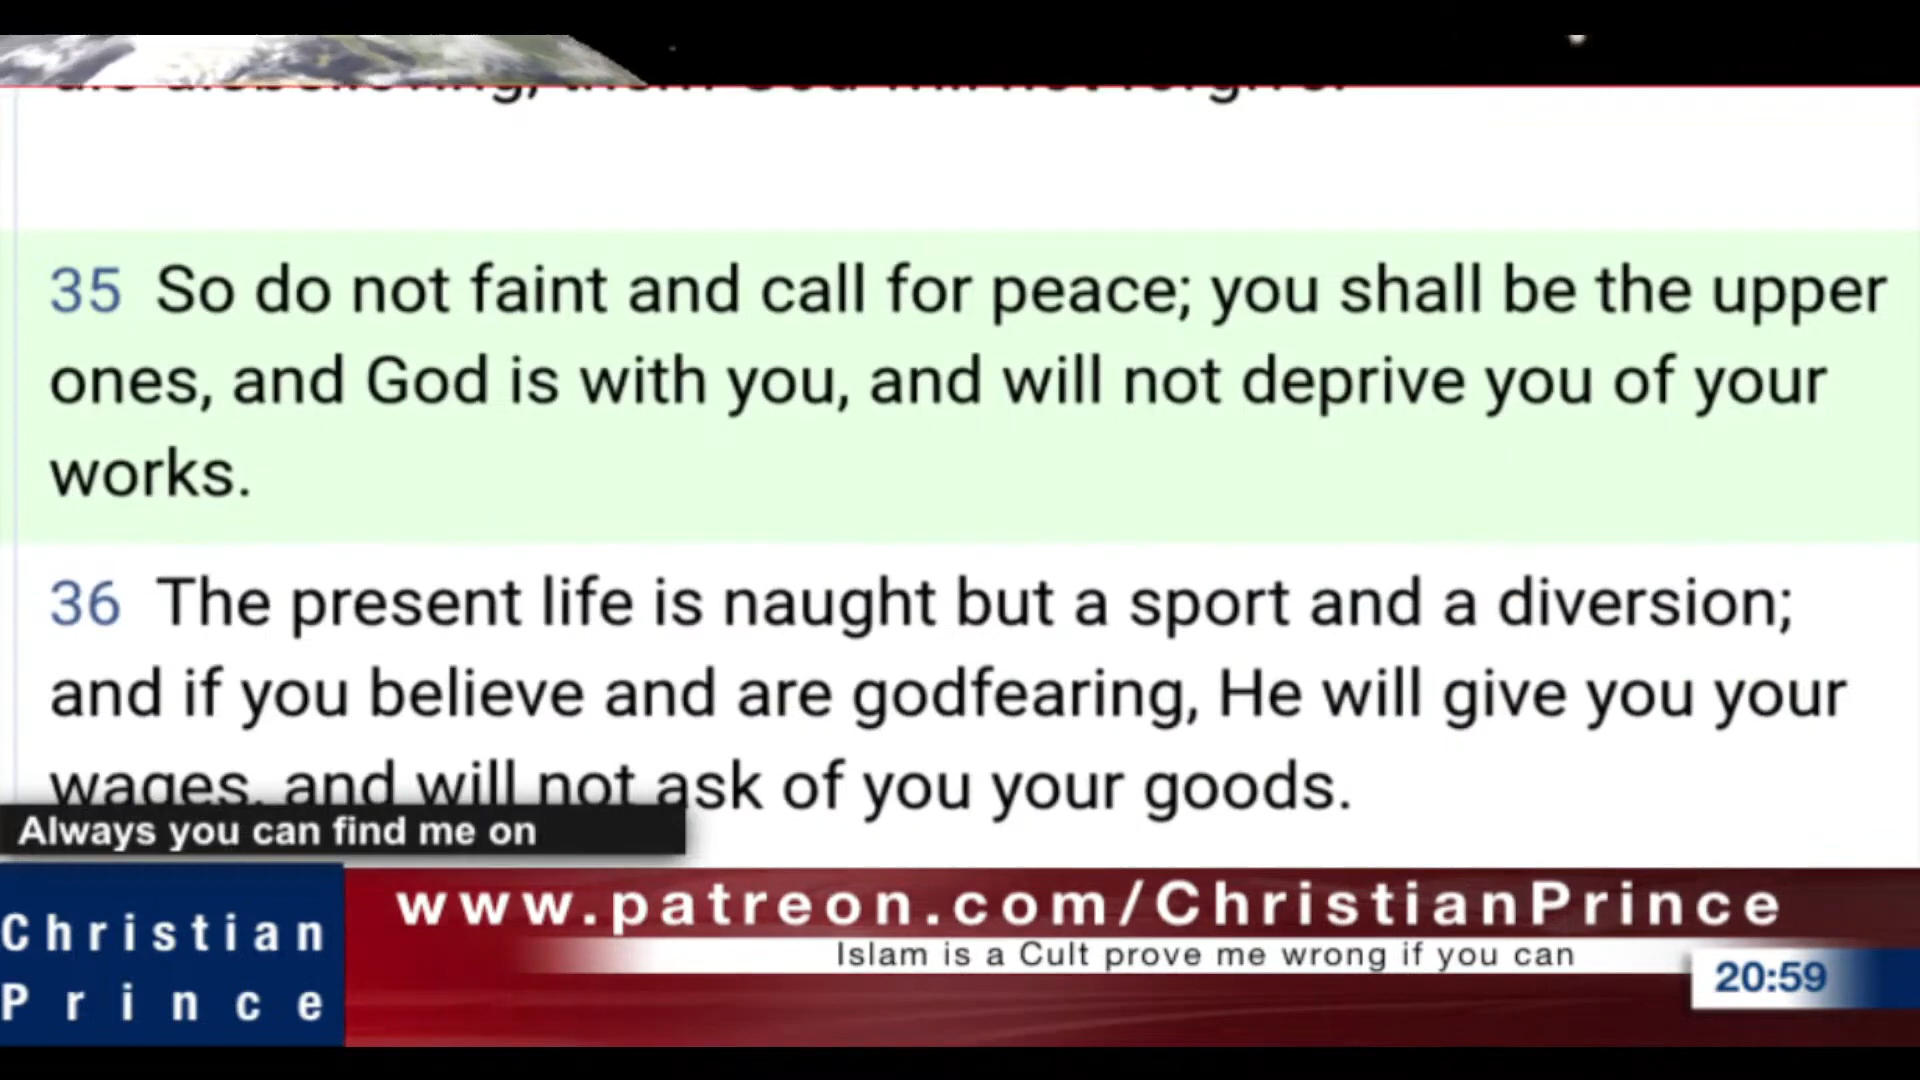 35 So do not faint and call for peace; you shall be the upper
ones, and God is with you, and will not deprive you of your
works.
36 The present life is naught but a sport and a diversion;
and if you believe and are godfearing, He will give you your
wages, and will not ask of you your goods.
Always you can find me on
www.patreon.com/ChristianPrince
Christian
Prince
Islam is a Cult prove me wrong if you can
20:59